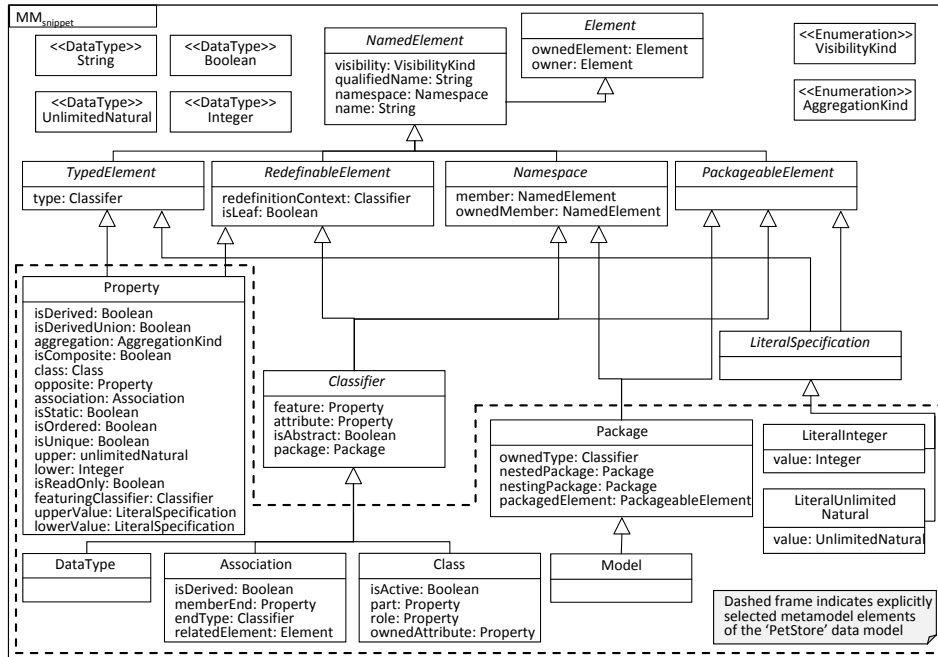 MMsnippet
<<DataType>>
String
<<DataType>>
Boolean
<<DataType>>
UnlimitedNatural
<<DataType>>
Integer
NamedElement
visibility: VisibilityKind
qualifiedName: String
namespace: Namespace
name: String
Element
ownedElement: Element
owner: Element
<<Enumeration>>
VisibilityKind
<<Enumeration>>
AggregationKind
TypedElement
type: Classifer
RedefinableElement
redefinitionContext: Classifier
isLeaf: Boolean
Namespace
member: NamedElement
ownedMember: NamedElement
PackageableElement
Property
isDerived: Boolean
isDerivedUnion: Boolean
aggregation: AggregationKind
isComposite: Boolean
class: Class
opposite: Property
association: Association
isStatic: Boolean
isOrdered: Boolean
isUnique: Boolean
upper: unlimitedNatural
lower: Integer
isReadOnly: Boolean
featuringClassifier: Classifier
upperValue: LiteralSpecification
lowerValue: LiteralSpecification
Classifier
feature: Property
attribute: Property
isAbstract: Boolean
package: Package
LiteralSpecification
Package
ownedType: Classifier
nestedPackage: Package
nestingPackage: Package
packagedElement: PackageableElement
LiteralInteger
value: Integer
LiteralUnlimited
Natural
value: UnlimitedNatural
DataType
Association
isDerived: Boolean
memberEnd: Property
endType: Classifier
relatedElement: Element
Class
isActive: Boolean
part: Property
role: Property
ownedAttribute: Property
Model
Dashed frame indicates explicitly
selected metamodel elements
of the 'PetStore' data model